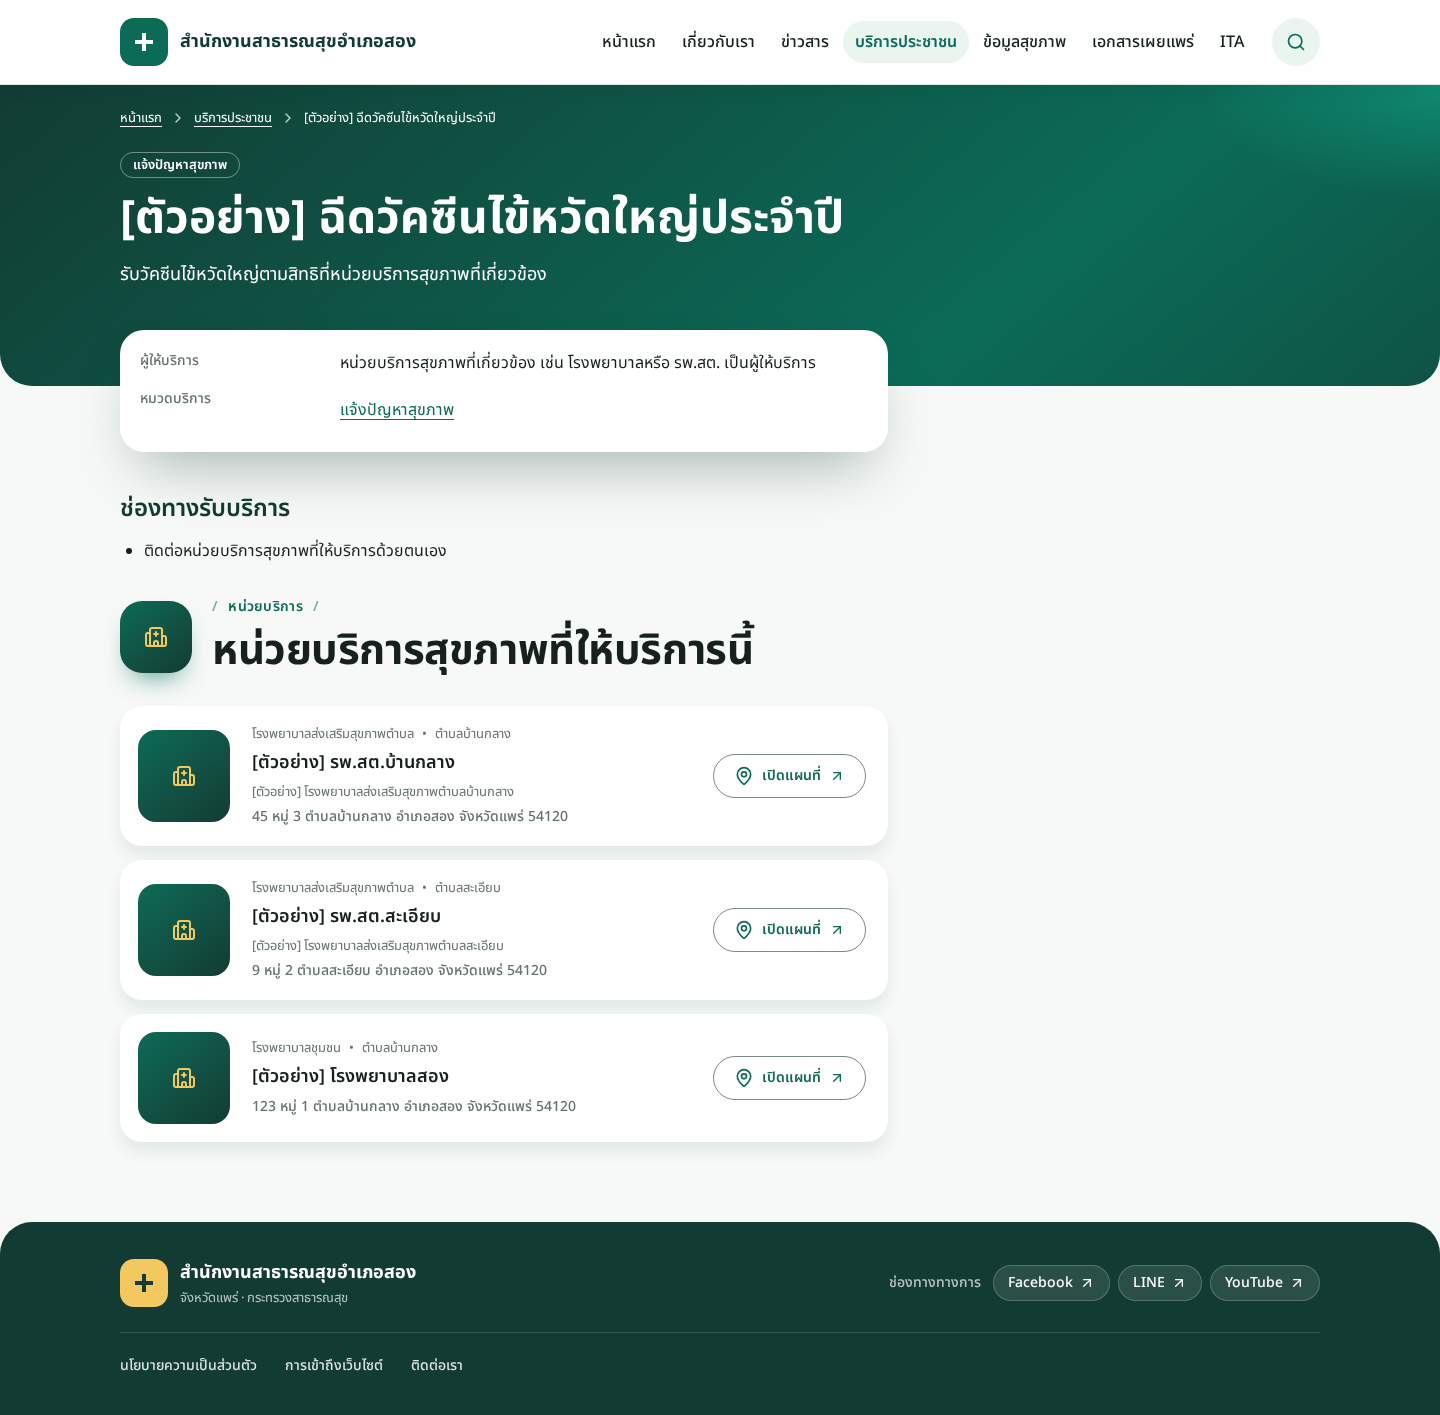 สำนักงานสาธารณสุขอำเภอสอง
หน้าแรก
เกี่ยวกับเรา
ข่าวสาร
บริการประชาชน
ข้อมูลสุขภาพ
เอกสารเผยแพร่
ITA
หน้าแรก
บริการประชาชน
[ตัวอย่าง] ฉีดวัคซีนไข้หวัดใหญ่ประจำปี
แจ้งปัญหาสุขภาพ
[ตัวอย่าง] ฉีดวัคซีนไข้หวัดใหญ่ประจำปี
รับวัคซีนไข้หวัดใหญ่ตามสิทธิที่หน่วยบริการสุขภาพที่เกี่ยวข้อง
ผู้ให้บริการ
หน่วยบริการสุขภาพที่เกี่ยวข้อง เช่น โรงพยาบาลหรือ รพ.สต. เป็นผู้ให้บริการ
หมวดบริการ
แจ้งปัญหาสุขภาพ
ช่องทางรับบริการ
ติดต่อหน่วยบริการสุขภาพที่ให้บริการด้วยตนเอง
/ หน่วยบริการ /
หน่วยบริการสุขภาพที่ให้บริการนี้
โรงพยาบาลส่งเสริมสุขภาพตำบล • ตำบลบ้านกลาง
[ตัวอย่าง] รพ.สต.บ้านกลาง
[ตัวอย่าง] โรงพยาบาลส่งเสริมสุขภาพตำบลบ้านกลาง
45 หมู่ 3 ตำบลบ้านกลาง อำเภอสอง จังหวัดแพร่ 54120
เปิดแผนที่
โรงพยาบาลส่งเสริมสุขภาพตำบล • ตำบลสะเอียบ
[ตัวอย่าง] รพ.สต.สะเอียบ
[ตัวอย่าง] โรงพยาบาลส่งเสริมสุขภาพตำบลสะเอียบ
9 หมู่ 2 ตำบลสะเอียบ อำเภอสอง จังหวัดแพร่ 54120
เปิดแผนที่
โรงพยาบาลชุมชน • ตำบลบ้านกลาง
[ตัวอย่าง] โรงพยาบาลสอง
123 หมู่ 1 ตำบลบ้านกลาง อำเภอสอง จังหวัดแพร่ 54120
เปิดแผนที่
สำนักงานสาธารณสุขอำเภอสอง
จังหวัดแพร่ · กระทรวงสาธารณสุข
ช่องทางทางการ
Facebook
LINE
YouTube
นโยบายความเป็นส่วนตัว
การเข้าถึงเว็บไซต์
ติดต่อเรา